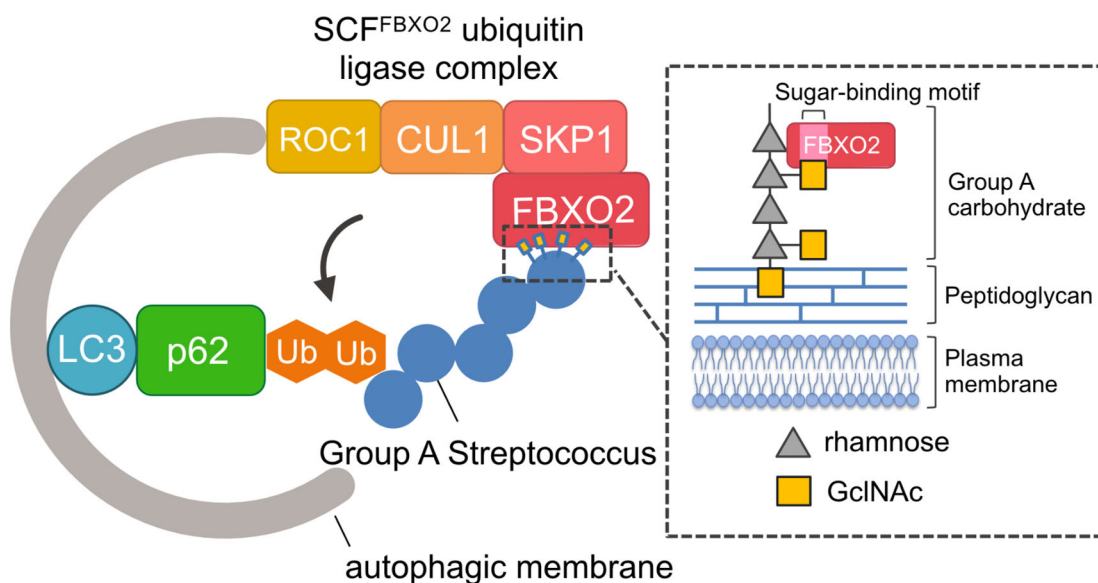 SCFFBXO2 ubiquitin
ligase complex
ROC1
CUL1
SKP1
FBXO2
LC3
p62
Ub
Ub
Group A Streptococcus
autophagic membrane
Sugar-binding motif
FBXO2
Group A
carbohydrate
Peptidoglycan
Plasma
membrane
rhamnose
GclNAc